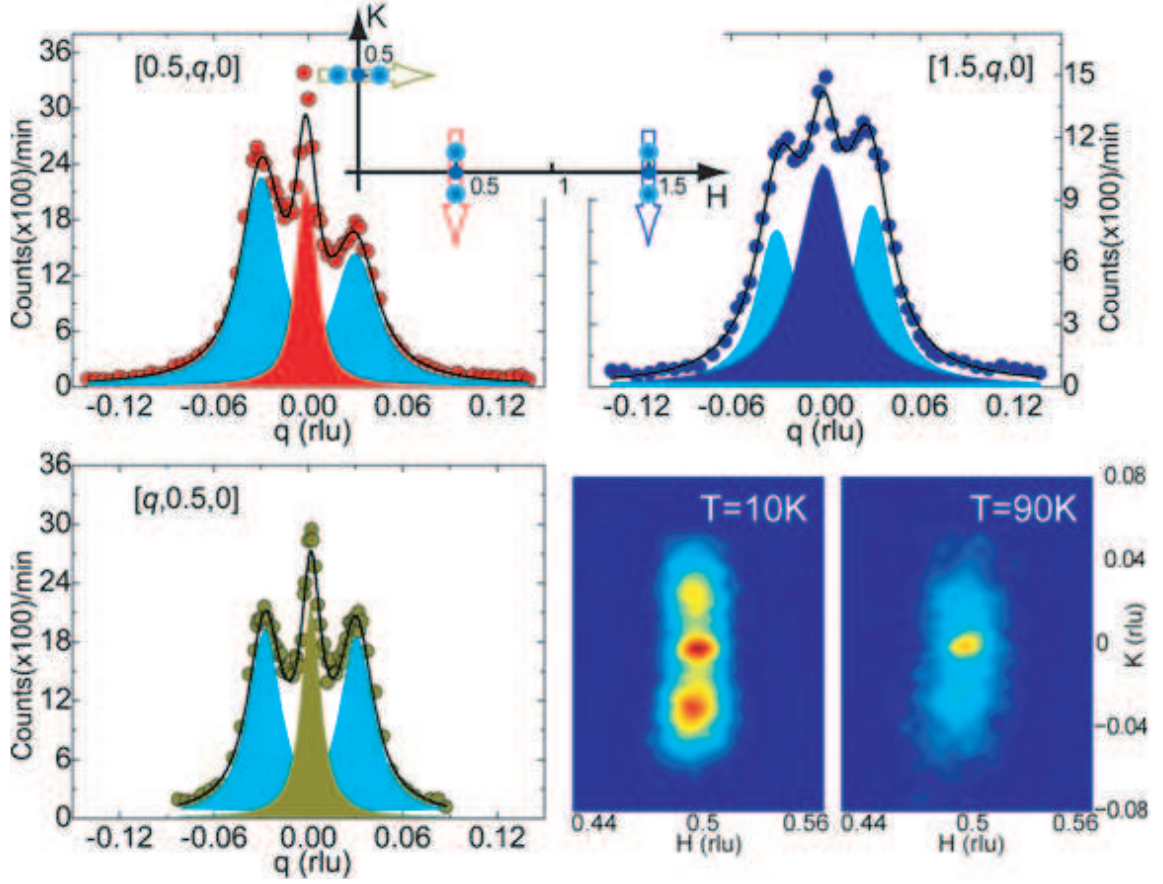 36
30
24
18
12
6
0
Counts(x100)/min
[0.5,q,0]
-0.12 -0.06 0.00 0.06 0.12
q (rlu)
K
0.5
0.5 1 1.5
H
[1.5,q,0]
15
12
9
6
3
0
Counts(x100)/min
-0.12 -0.06 0.00 0.06 0.12
q (rlu)
36
30
24
18
12
6
0
Counts(x100)/min
[q,0.5,0]
-0.12 -0.06 0.00 0.06 0.12
q (rlu)
T=10K
0.44 0.5 0.56
H (rlu)
T=90K
0.44 0.5 0.56
H (rlu)
0.08
0.04
0
−0.04
−0.08
K (rlu)